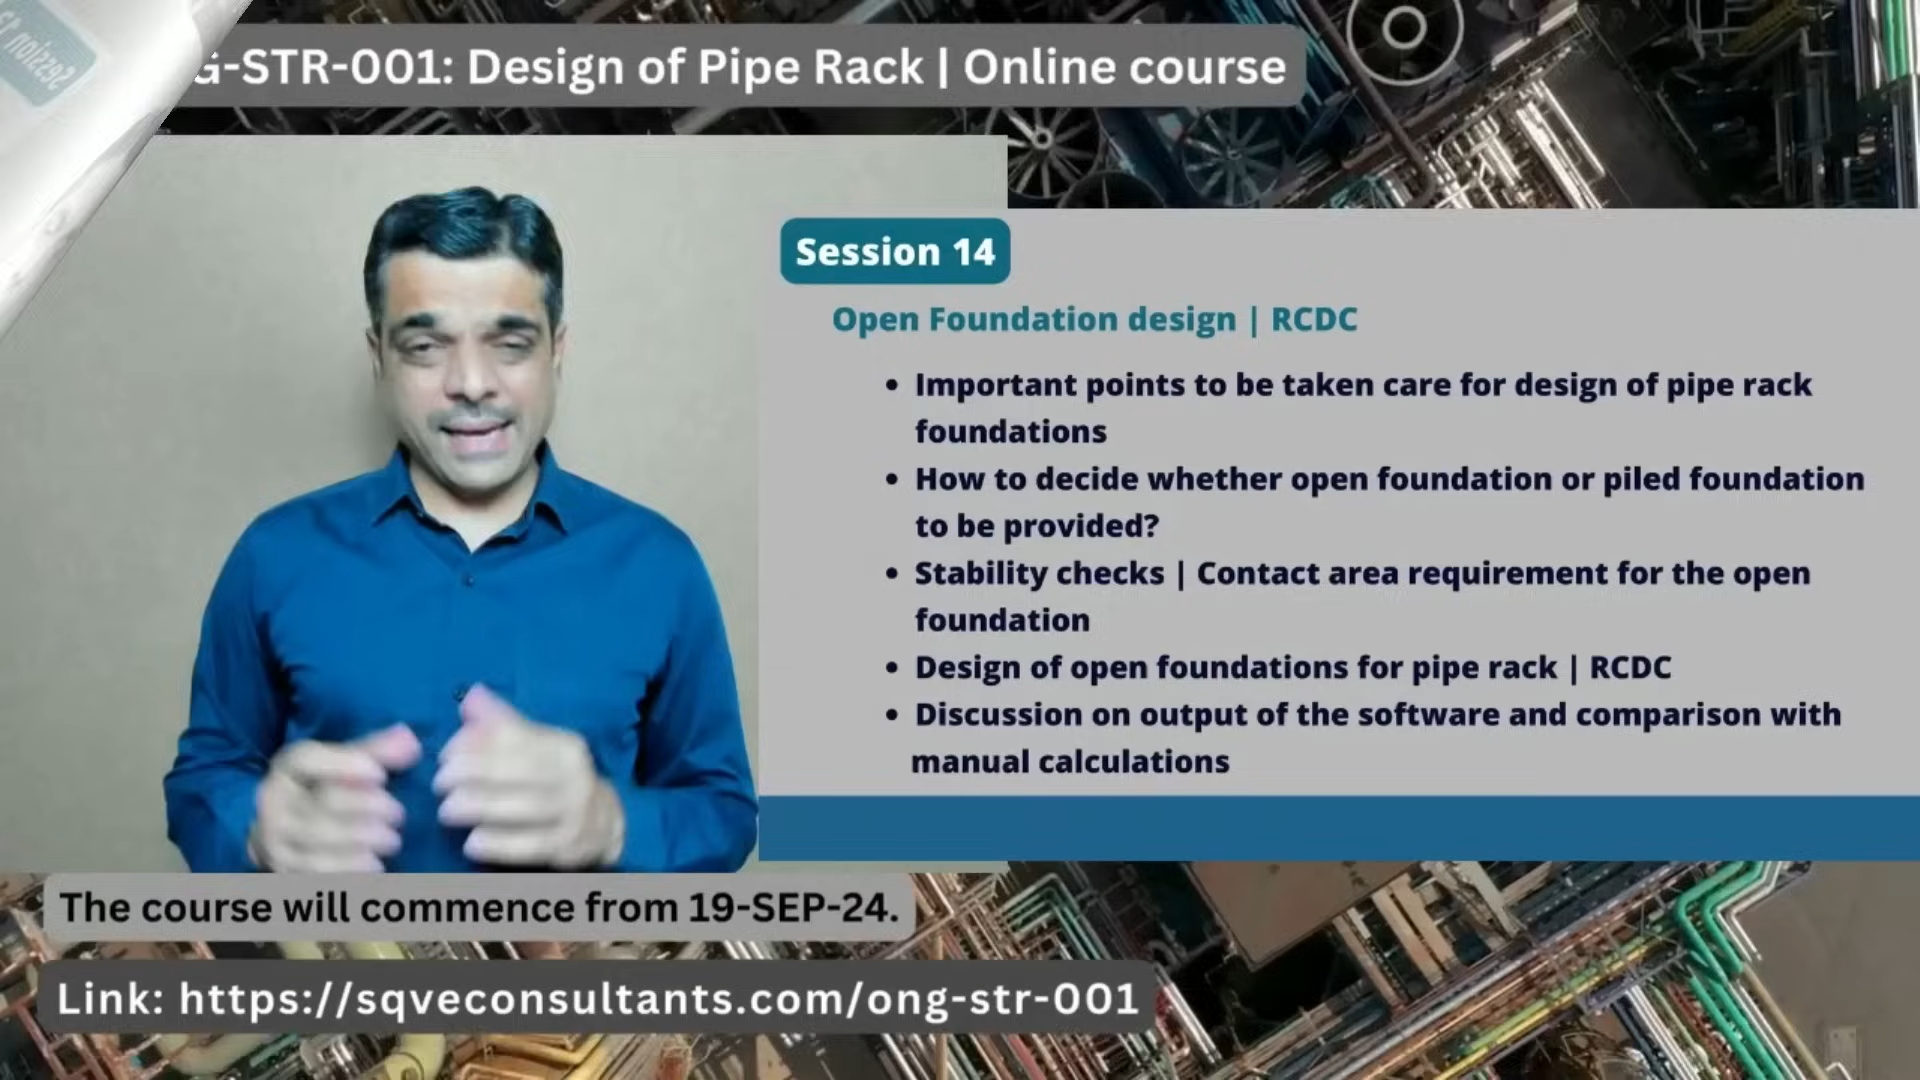 G-STR-001: Design of Pipe Rack | Online course
Session 14
Open Foundation design | RCDC
• Important points to be taken care for design of pipe rack
foundations
• How to decide whether open foundation or piled foundation
to be provided?
• Stability checks | Contact area requirement for the open
foundation
• Design of open foundations for pipe rack | RCDC
• Discussion on output of the software and comparison with
manual calculations
The course will commence from 19-SEP-24.
Link: https://sqveconsultants.com/ong-str-001